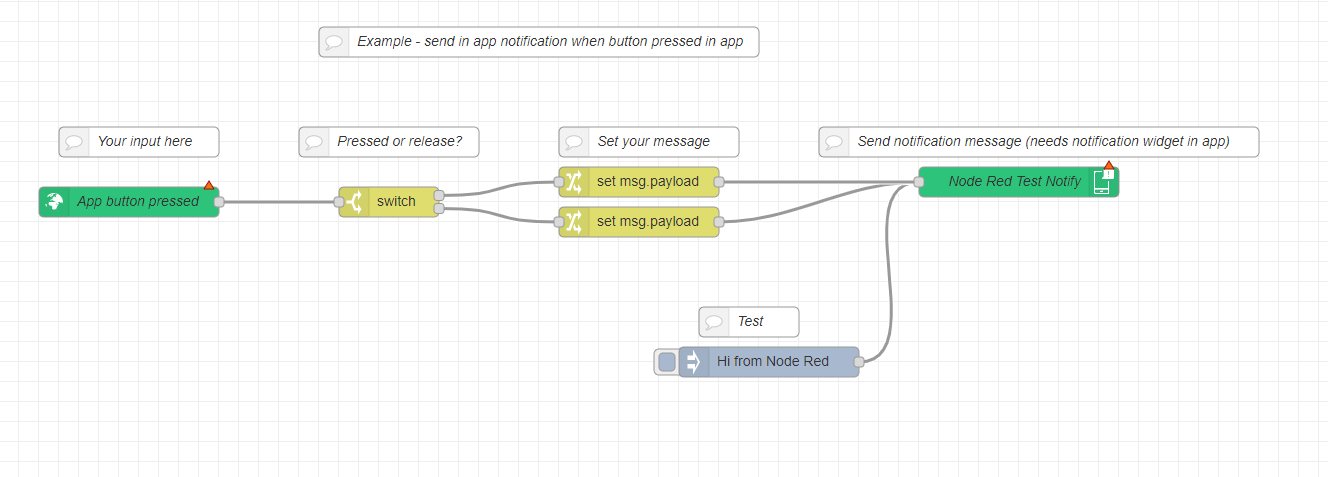 Example - send in app notification when button pressed in app
Your input here
Pressed or release?
Set your message
Send notification message (needs notification widget in app)
App button pressed
switch
set msg.payload
Node Red Test Notify
set msg.payload
Test
Hi from Node Red